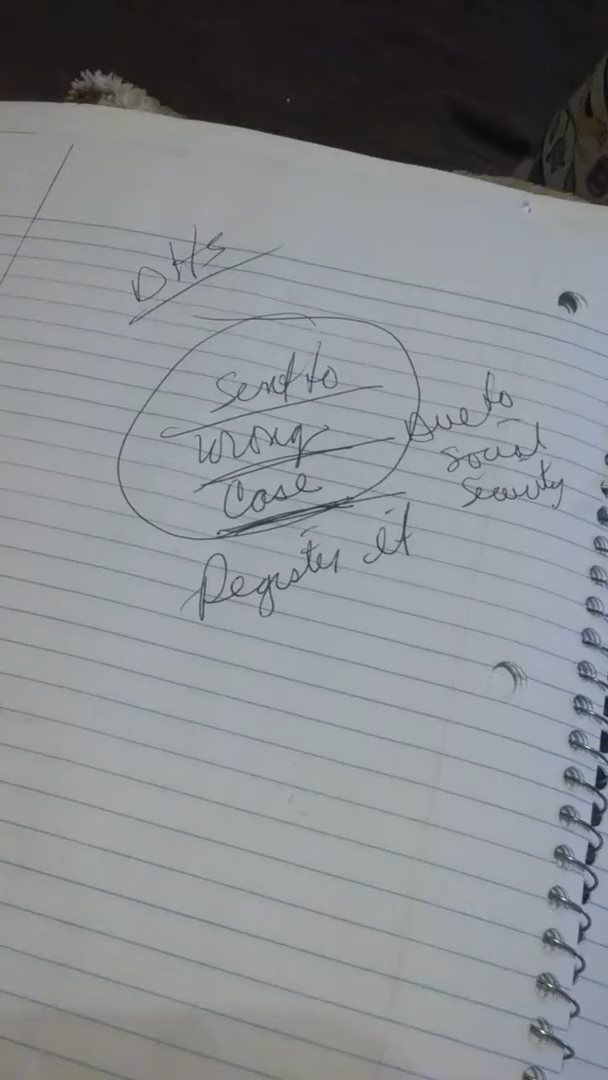 DHS
Sent to
wrong
Case
Due to
Social
Security
Register it